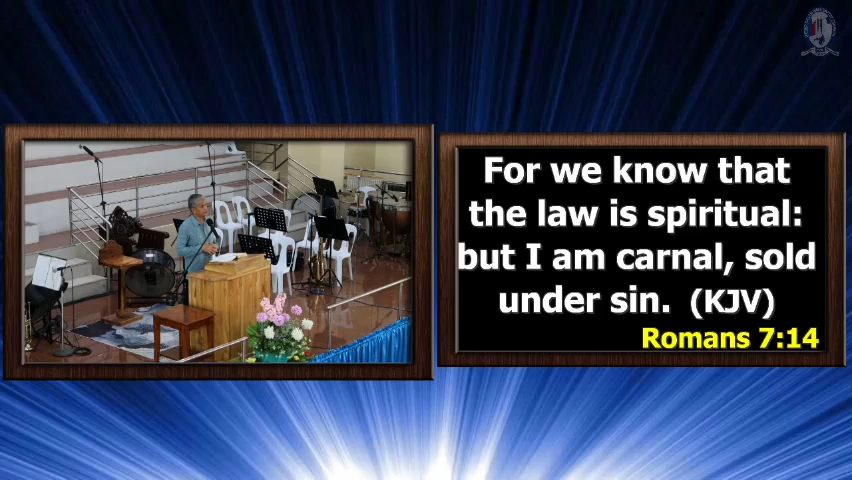 For we know that
the law is spiritual:
but I am carnal, sold
under sin. (KJV)
Romans 7:14